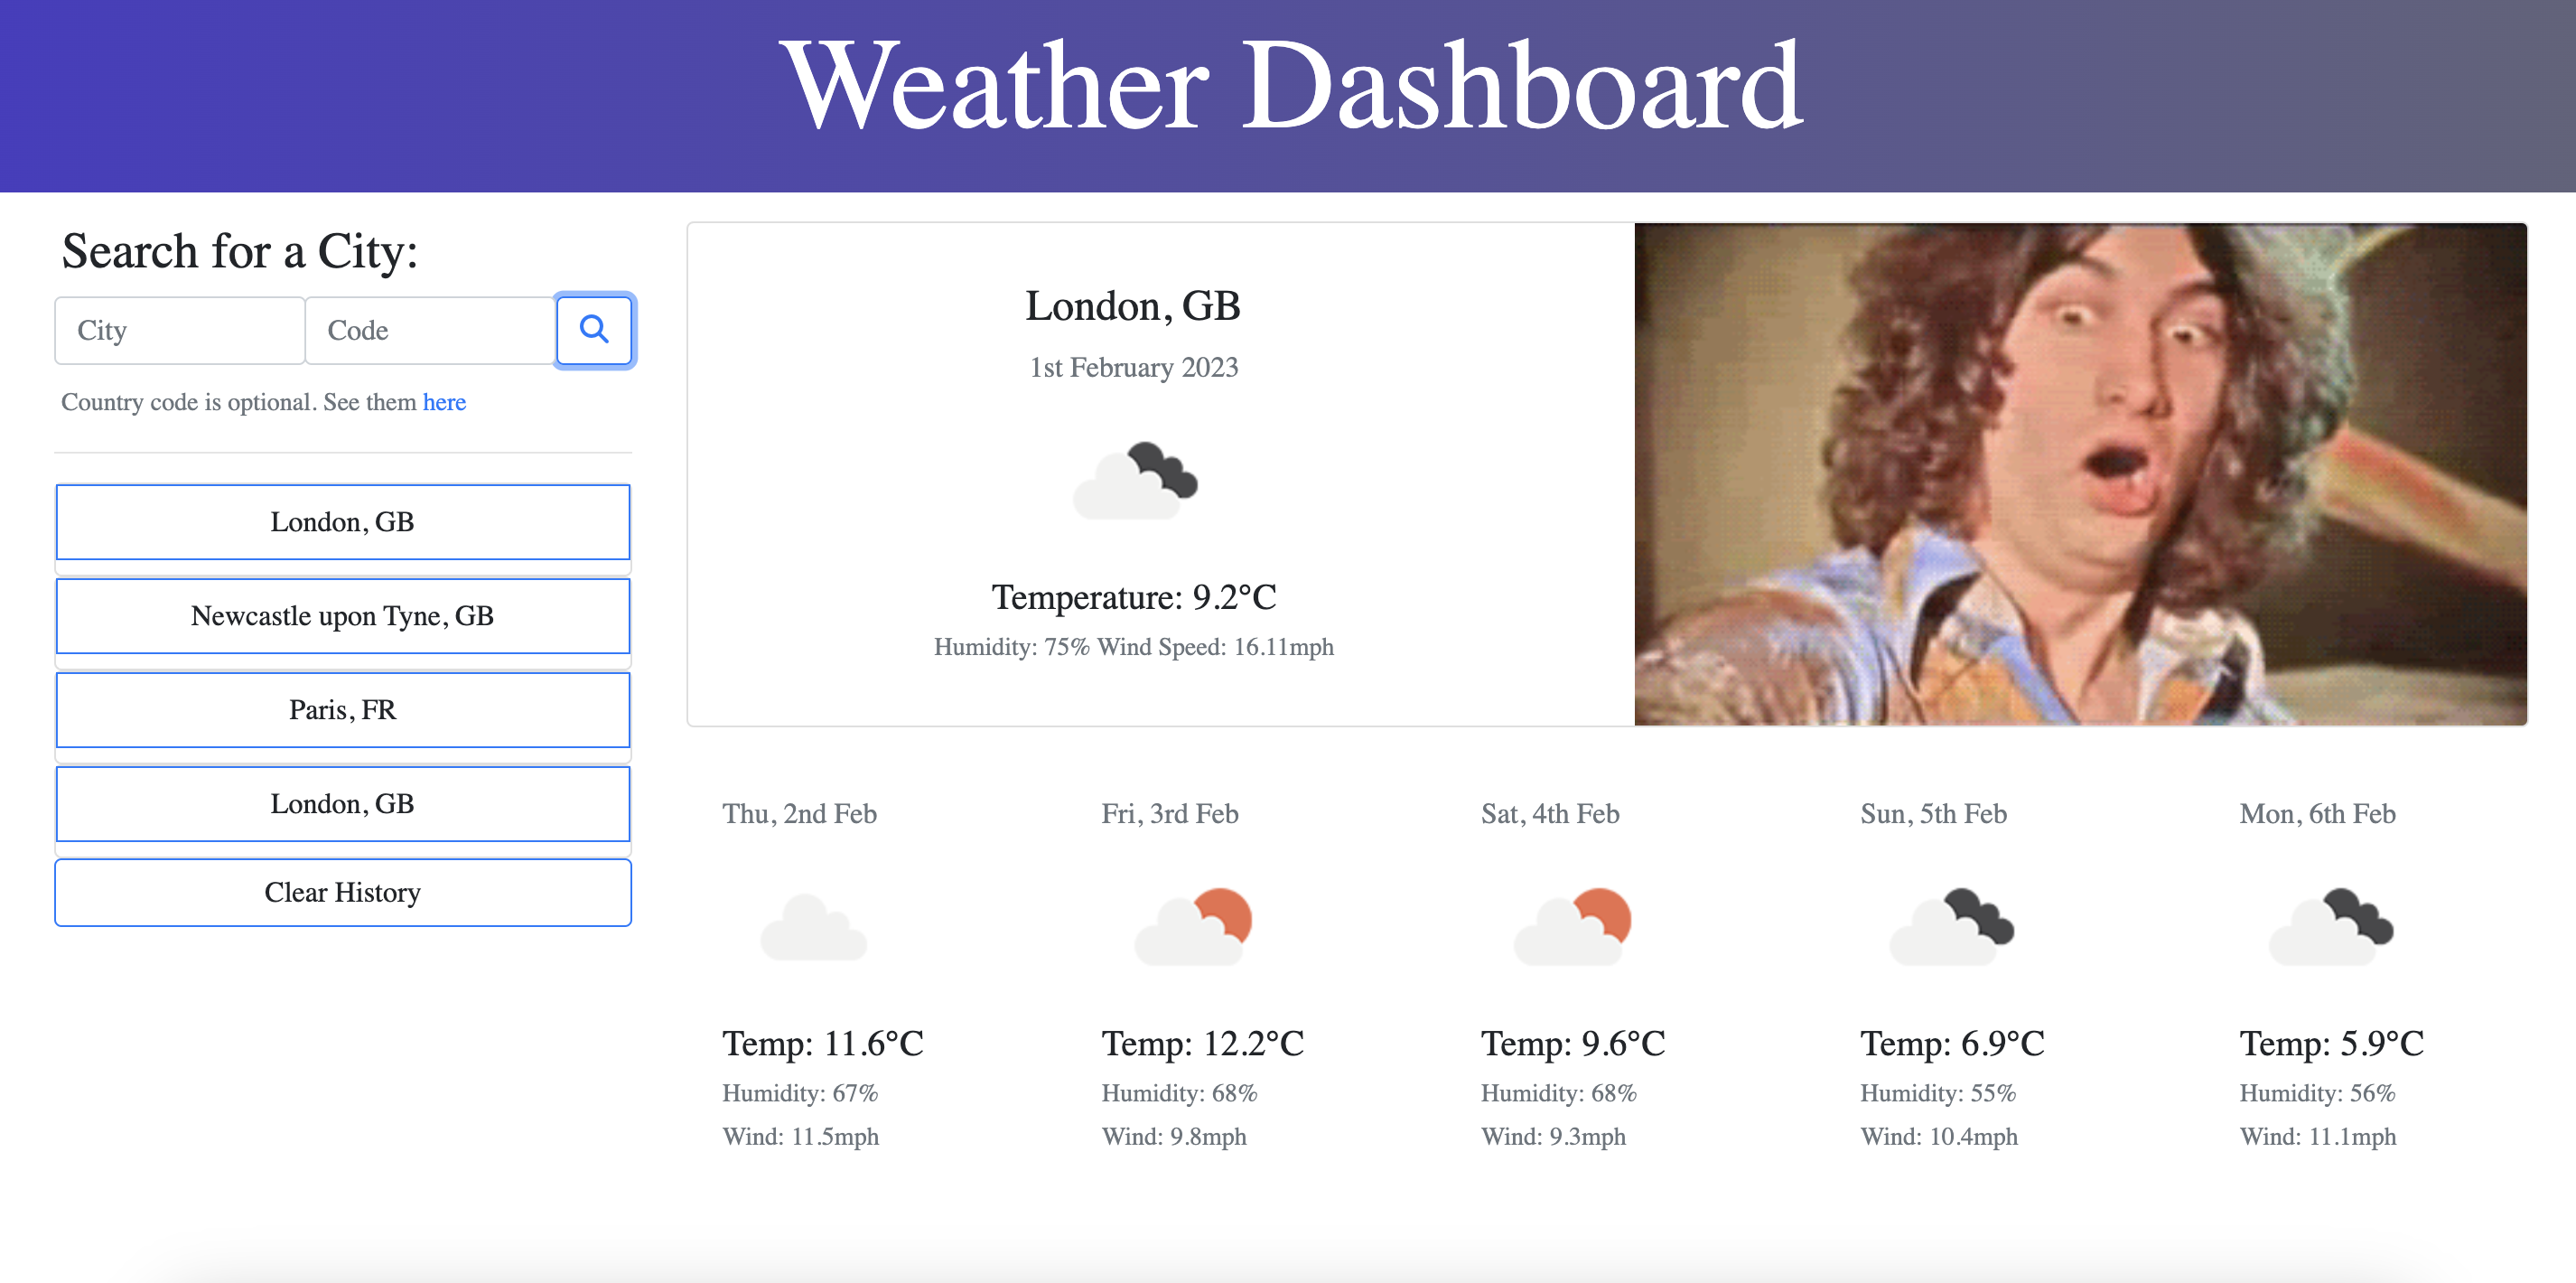 Weather Dashboard
Search for a City:
City
Code
Country code is optional. See them here
London, GB
Newcastle upon Tyne, GB
Paris, FR
London, GB
Clear History
London, GB
1st February 2023
Temperature: 9.2°C
Humidity: 75% Wind Speed: 16.11mph
Thu, 2nd Feb
Temp: 11.6°C
Humidity: 67%
Wind: 11.5mph
Fri, 3rd Feb
Temp: 12.2°C
Humidity: 68%
Wind: 9.8mph
Sat, 4th Feb
Temp: 9.6°C
Humidity: 68%
Wind: 9.3mph
Sun, 5th Feb
Temp: 6.9°C
Humidity: 55%
Wind: 10.4mph
Mon, 6th Feb
Temp: 5.9°C
Humidity: 56%
Wind: 11.1mph